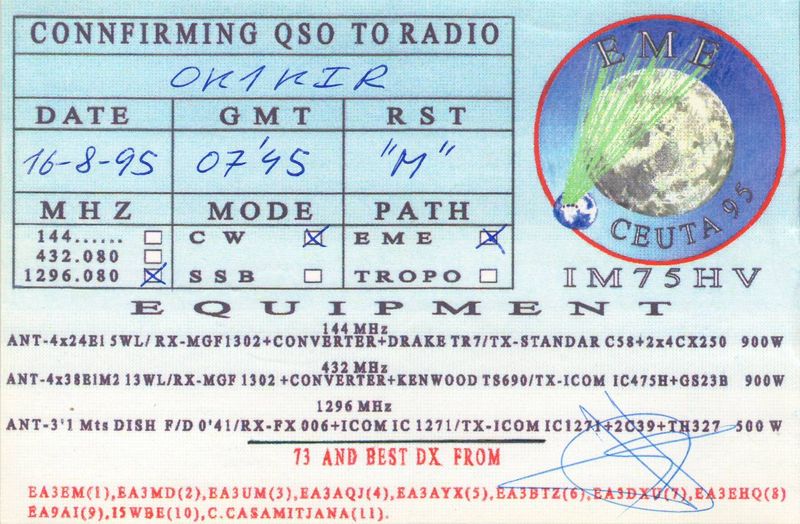 CONNFIRMING QSO TO RADIO
OK1KIR
DATE GMT RST
16-8-95 07'45 "M"
MHZ MODE PATH
144...... CW EME
432.080
1296.080 SSB TROPO
EME
CEUTA 95
IM75HV
EQUIPMENT
144 MHz
ANT-4x24El 5WL/ RX-MGF1302+CONVERTER+DRAKE TR7/TX-STANDAR C58+2x4CX250 900W
432 MHz
ANT-4x38ElM2 13WL/RX-MGF 1302+CONVERTER+KENWOOD TS690/TX-ICOM IC475H+GS23B 900W
1296 MHz
ANT-3'1 Mts DISH F/D 0'41/RX-FX 006+ICOM IC 1271/TX-ICOM IC1271+2C39+TH327 500 W
73 AND BEST DX FROM
EA3EM(1),EA3MD(2),EA3UM(3),EA3AQJ(4),EA3AYX(5),EA3BTZ(6),EA3DXU(7),EA3EHQ(8)
EA9AI(9),I5WBE(10),C.CASAMITJANA(11).